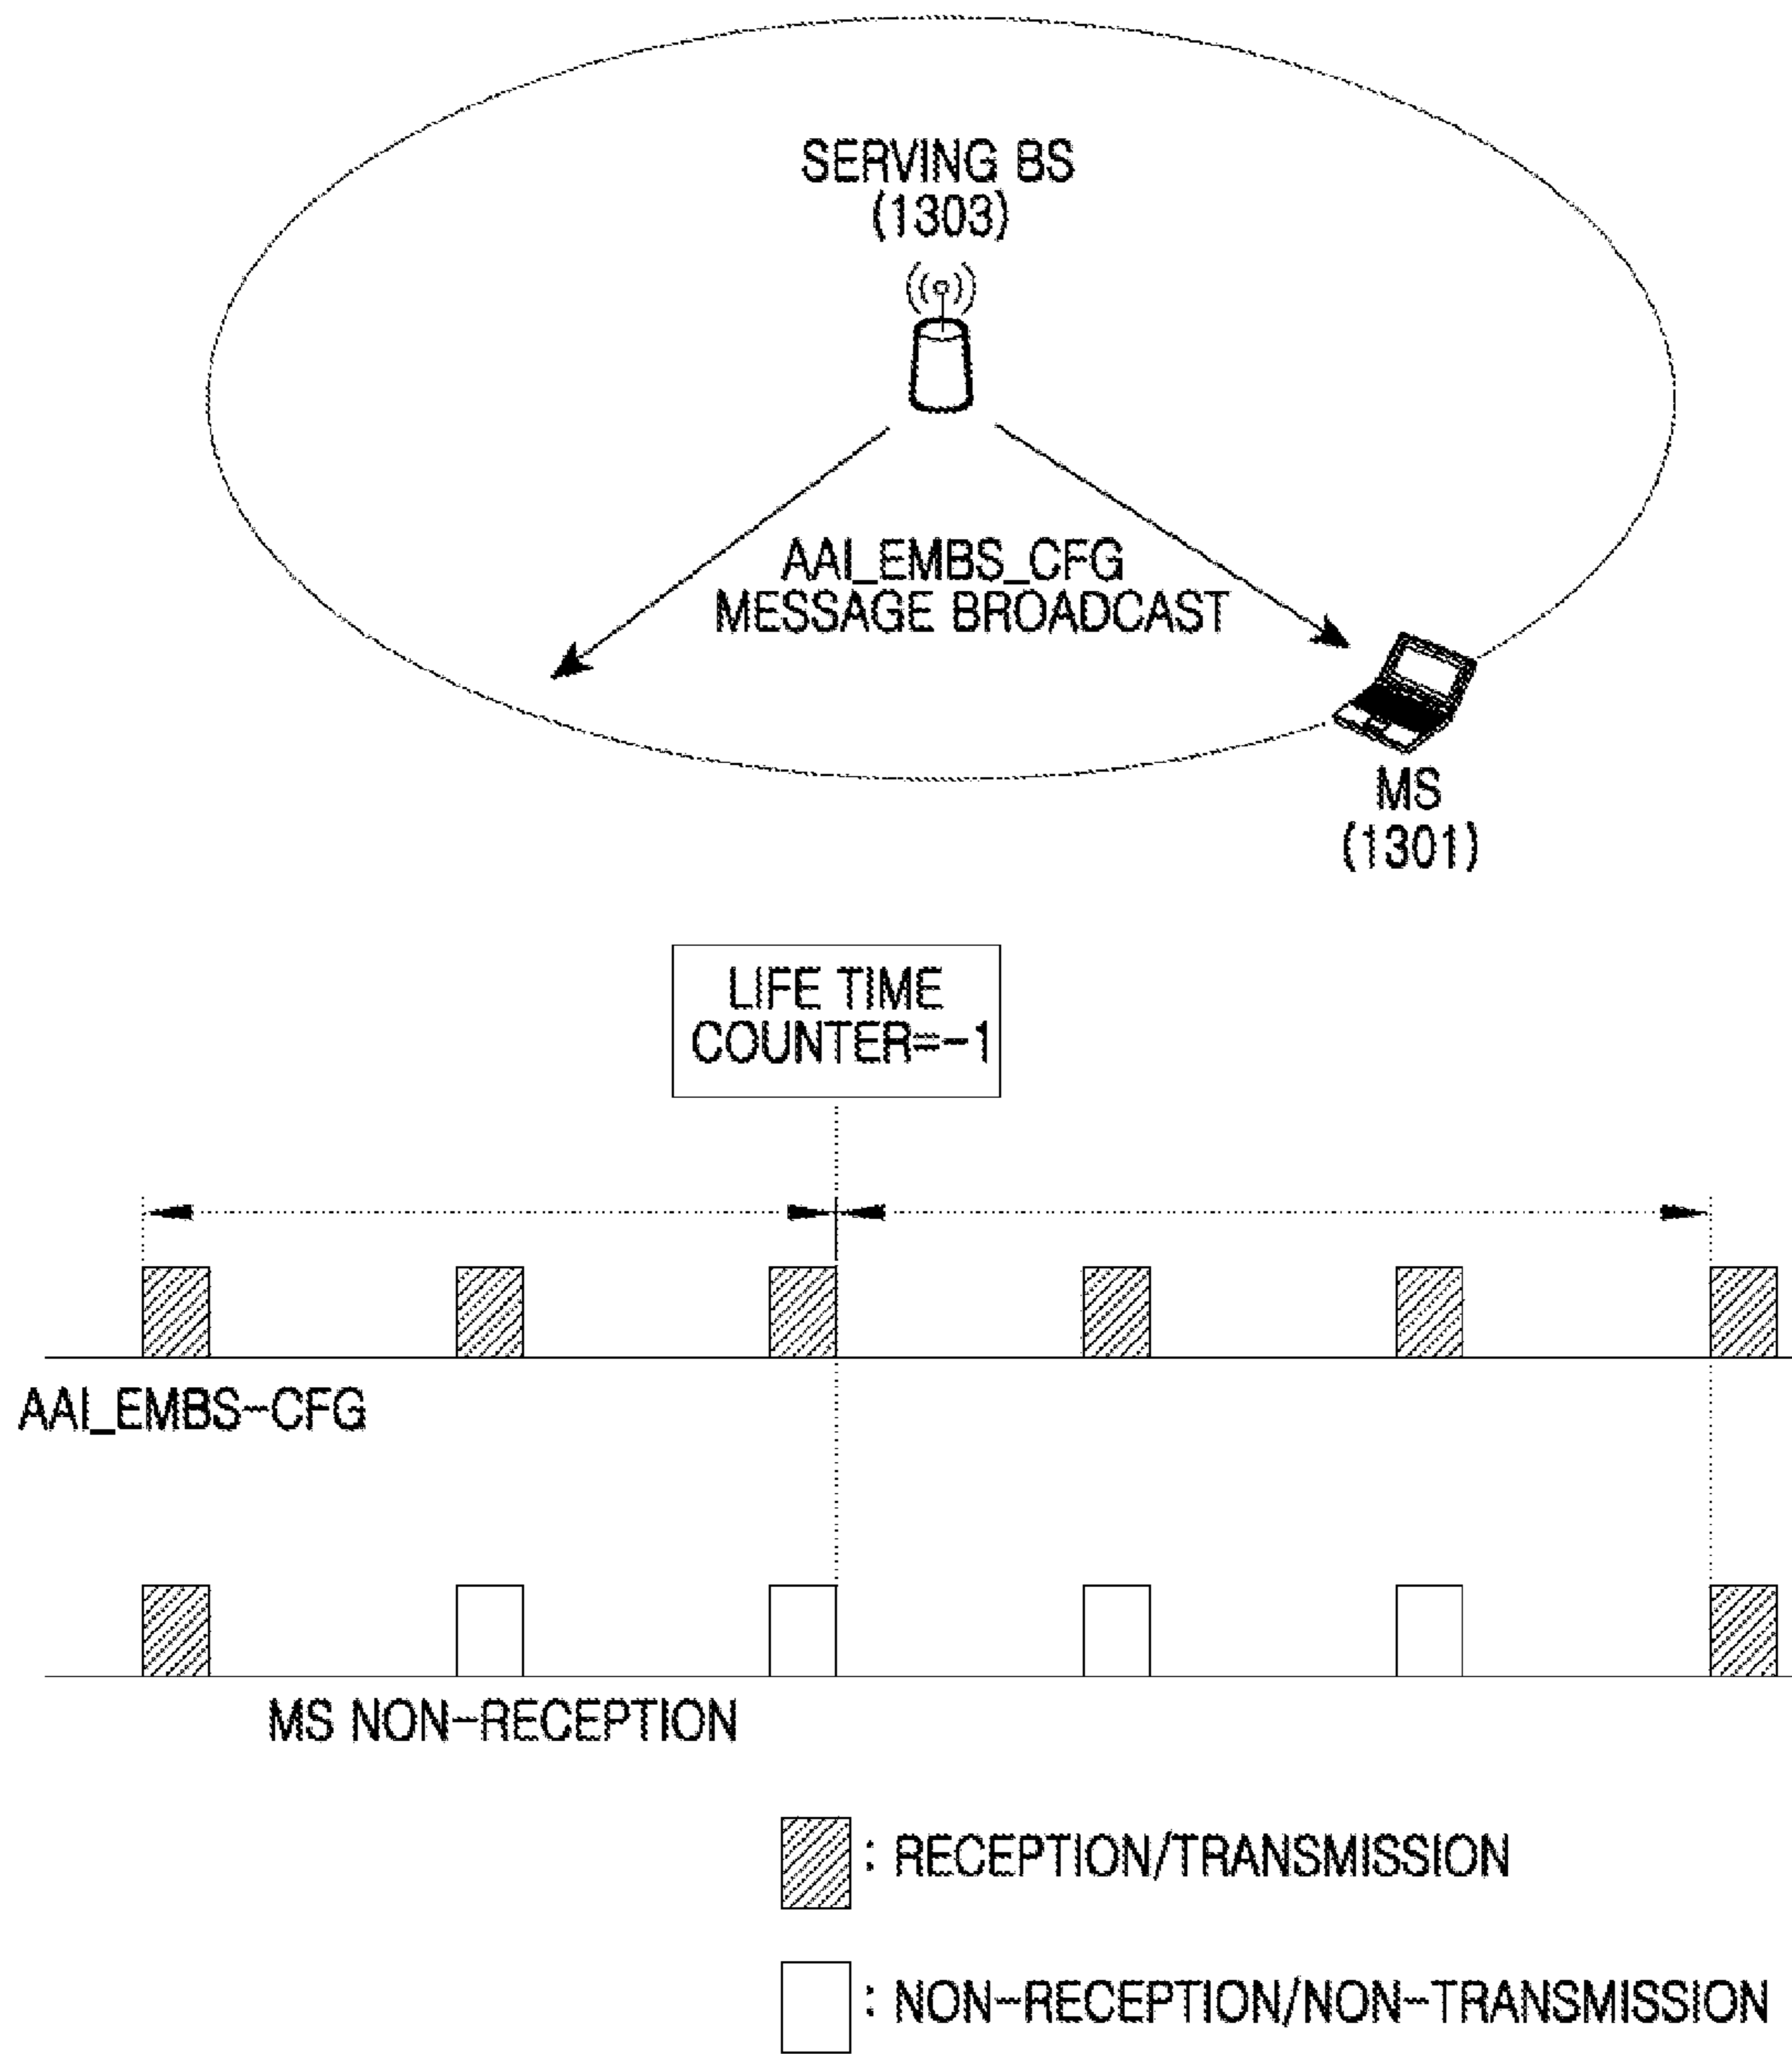 SERVING BS
(1303)
AAI_EMBS_CFG
MESSAGE BROADCAST
MS
(1301)
LIFE TIME
COUNTER=-1
AAI_EMBS-CFG
MS NON-RECEPTION
: RECEPTION/TRANSMISSION
: NON-RECEPTION/NON-TRANSMISSION